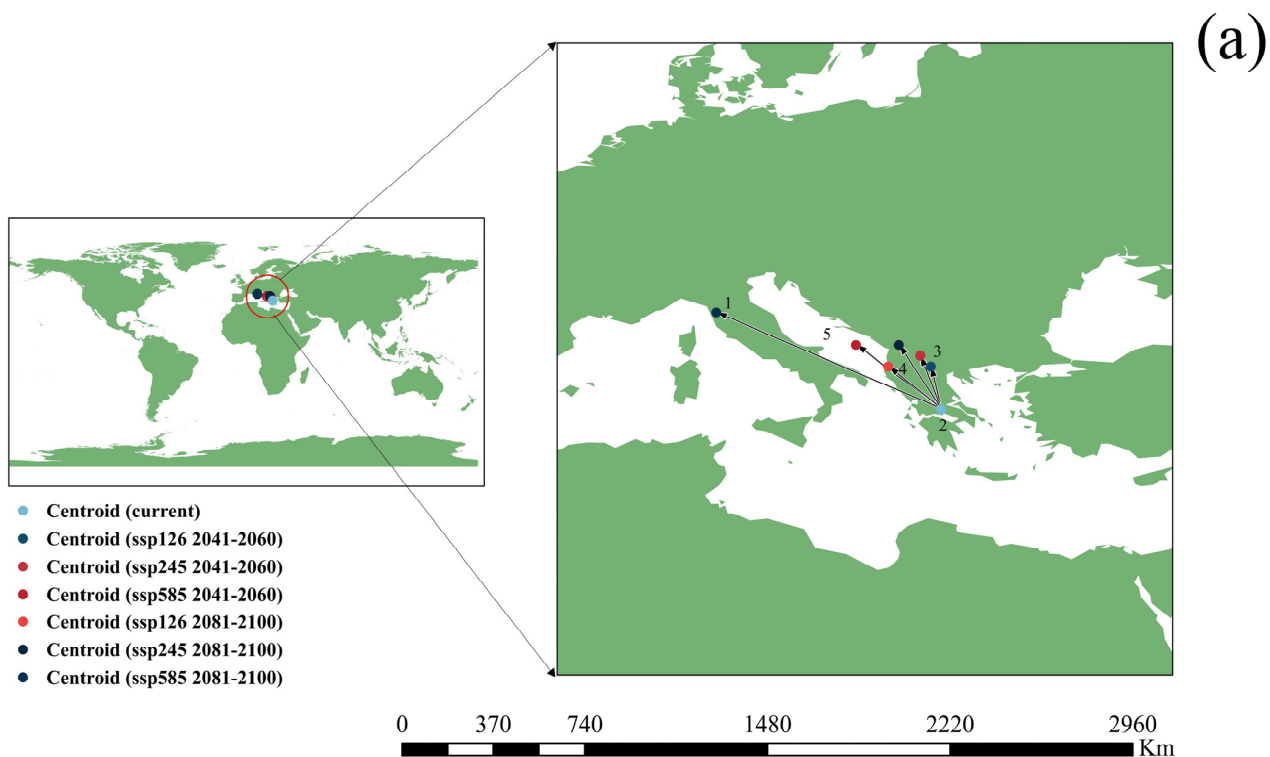 (a)
1
5
3
4
2
Centroid (current)
Centroid (ssp126 2041-2060)
Centroid (ssp245 2041-2060)
Centroid (ssp585 2041-2060)
Centroid (ssp126 2081-2100)
Centroid (ssp245 2081-2100)
Centroid (ssp585 2081-2100)
0 370 740 1480 2220 2960
Km